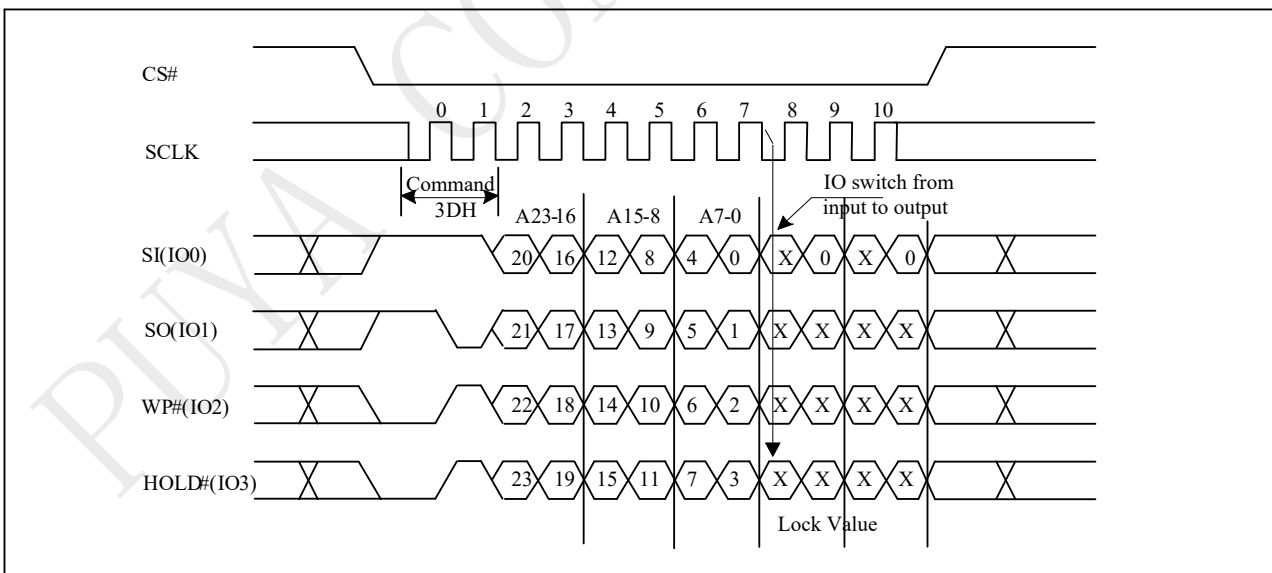 PUYA CON
CS#
0 1 2 3 4 5 6 7 8 9 10
SCLK
Command
3DH
IO switch from
input to output
A23-16 A15-8 A7-0
SI(IO0) 20 16 12 8 4 0 X 0 X 0
SO(IO1) 21 17 13 9 5 1 X X X X
WP#(IO2) 22 18 14 10 6 2 X X X X
HOLD#(IO3) 23 19 15 11 7 3 X X X X
Lock Value